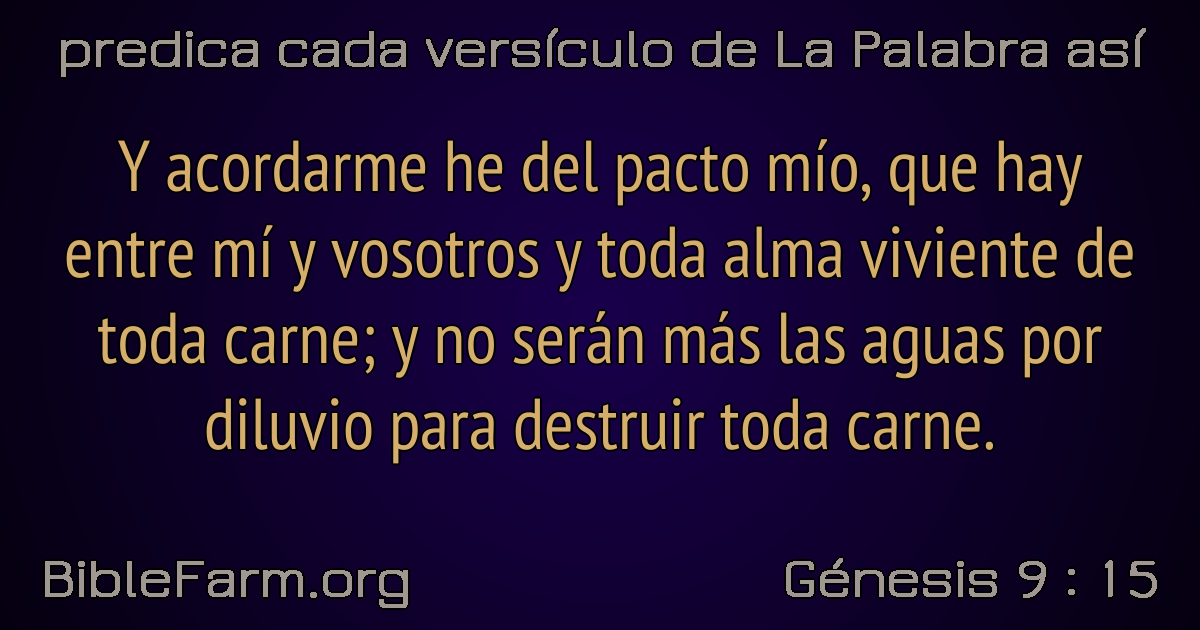 predica cada versículo de La Palabra así
Y acordarme he del pacto mío, que hay
entre mí y vosotros y toda alma viviente de
toda carne; y no serán más las aguas por
diluvio para destruir toda carne.
BibleFarm.org
Génesis 9 : 15